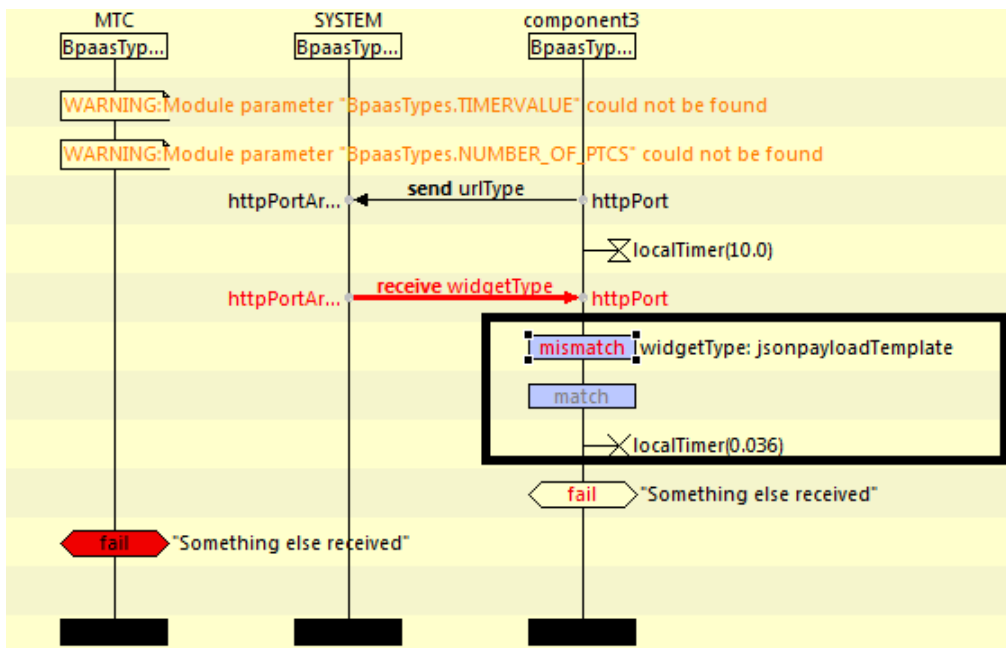 MTC SYSTEM component3
BpaasTyp... BpaasTyp... BpaasTyp...
WARNING:Module parameter "BpaasTypes.TIMERVALUE" could not be found
WARNING:Module parameter "BpaasTypes.NUMBER_OF_PTCS" could not be found
httpPortAr... send urlType httpPort
localTimer(10.0)
httpPortAr... receive widgetType httpPort
mismatch widgetType: jsonpayloadTemplate
match
localTimer(0.036)
fail "Something else received"
fail "Something else received"